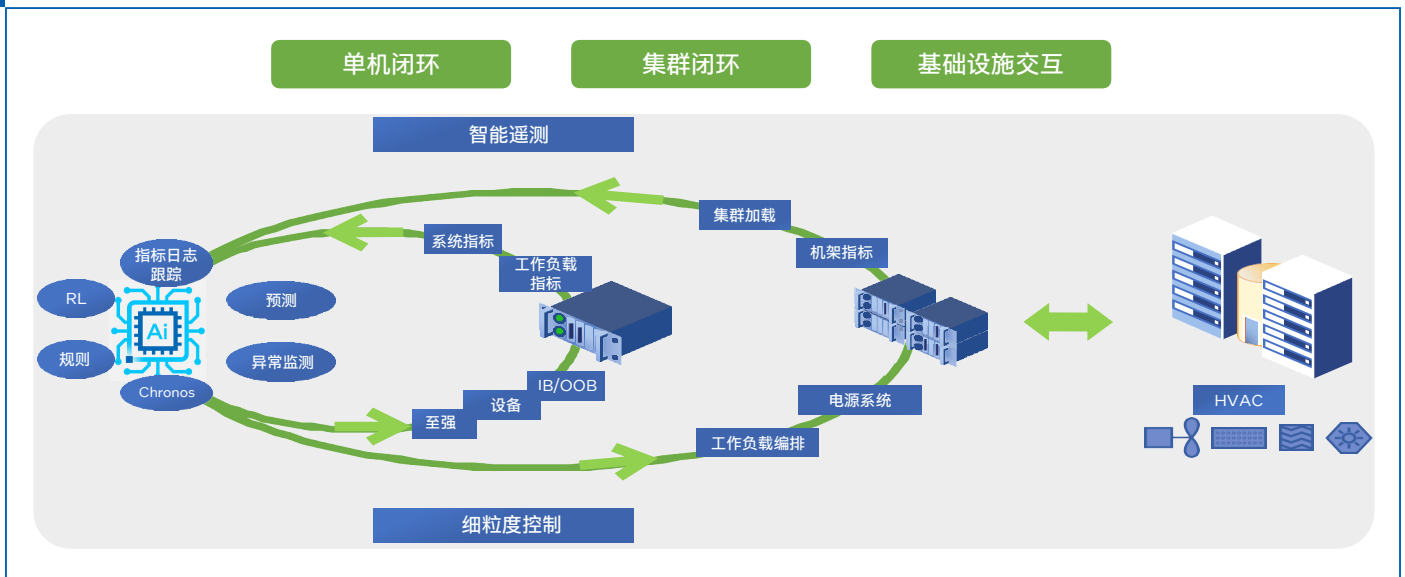 单机闭环
集群闭环
基础设施交互
智能遥测
集群加载
机架指标
系统指标
工作负载
指标
指标日志
跟踪
RL
预测
Ai
规则
异常监测
Chronos
IB/OOB
设备
至强
电源系统
工作负载编排
HVAC
细粒度控制